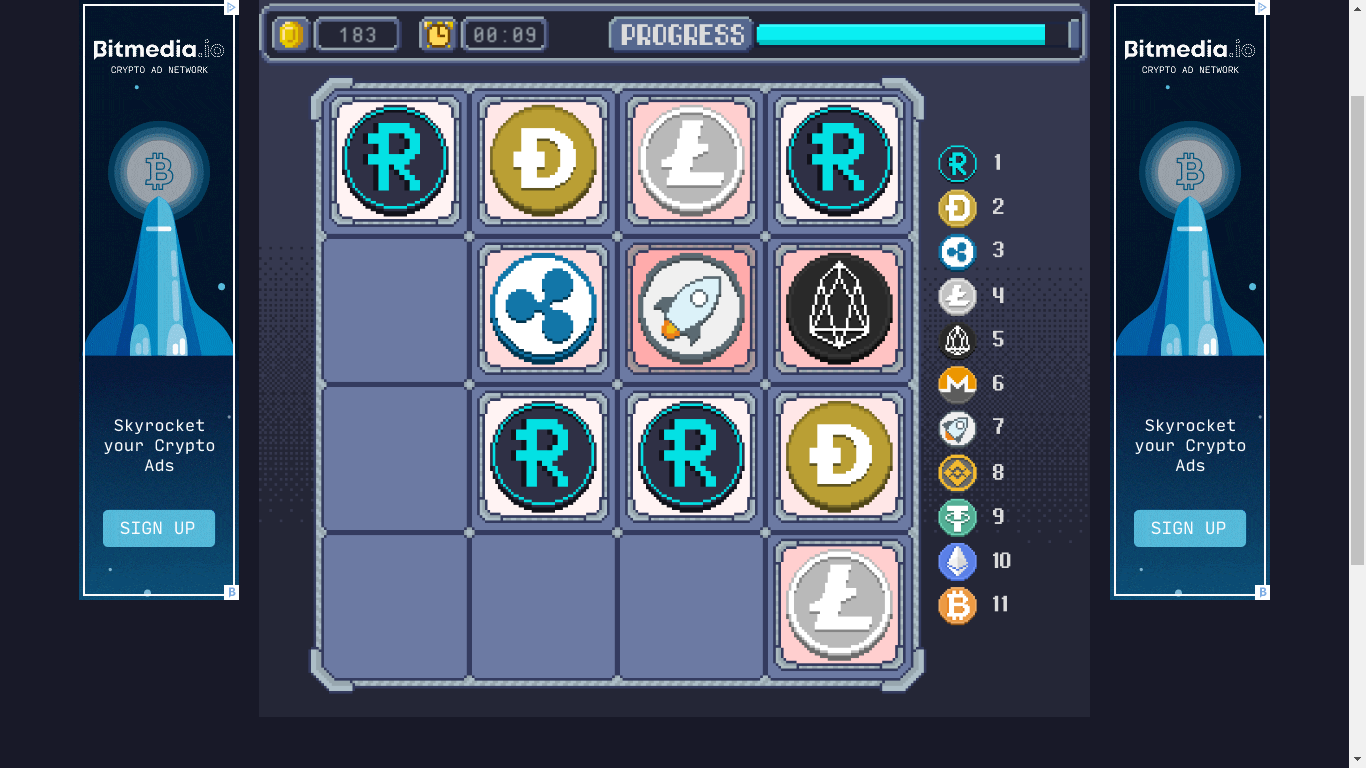 Bitmedia.io
CRYPTO AD NETWORK
Skyrocket
your Crypto
Ads
SIGN UP
183
00:09
PROGRESS
1
2
3
4
5
6
7
8
9
10
11
Bitmedia.io
CRYPTO AD NETWORK
Skyrocket
your Crypto
Ads
SIGN UP